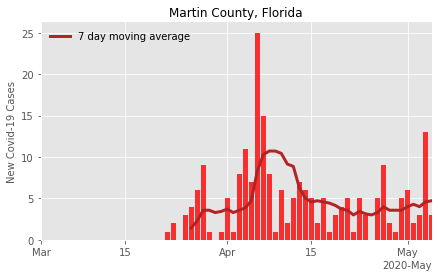 Martin County, Florida
7 day moving average
New Covid-19 Cases
25
20
15
10
5
0
Mar
15
Apr
15
May
2020-May